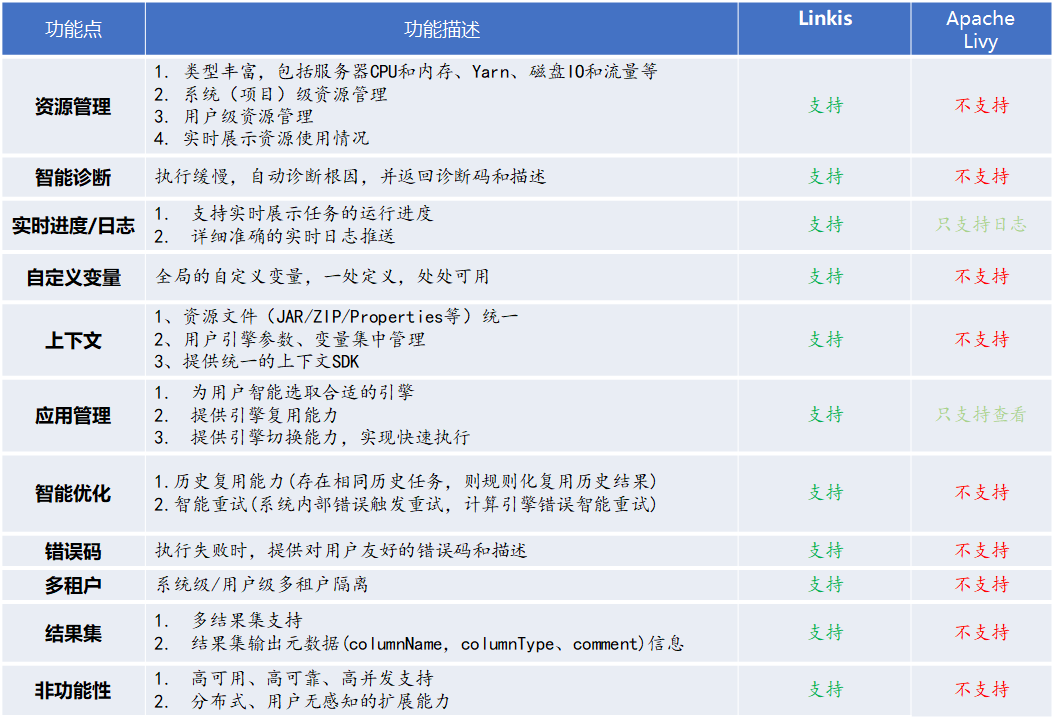 功能点
功能描述
Linkis
Apache
Livy
资源管理
1. 类型丰富，包括服务器CPU和内存、Yarn、磁盘IO和流量等
2. 系统（项目）级资源管理
3. 用户级资源管理
4. 实时展示资源使用情况
支持
不支持
智能诊断
执行缓慢，自动诊断根因，并返回诊断码和描述
支持
不支持
实时进度/日志
1. 支持实时展示任务的运行进度
2. 详细准确的实时日志推送
支持
只支持日志
自定义变量
全局的自定义变量，一处定义，处处可用
支持
不支持
上下文
1、资源文件（JAR/ZIP/Properties等）统一
2、用户引擎参数、变量集中管理
3、提供统一的上下文SDK
支持
不支持
应用管理
1. 为用户智能选取合适的引擎
2. 提供引擎复用能力
3. 提供引擎切换能力，实现快速执行
支持
只支持查看
智能优化
1.历史复用能力(存在相同历史任务，则规则化复用历史结果)
2.智能重试(系统内部错误触发重试，计算引擎错误智能重试)
支持
不支持
错误码
执行失败时，提供对用户友好的错误码和描述
支持
不支持
多租户
系统级/用户级多租户隔离
支持
不支持
结果集
1. 多结果集支持
2. 结果集输出元数据(columnName, columnType、comment)信息
支持
不支持
非功能性
1. 高可用、高可靠、高并发支持
2. 分布式、用户无感知的扩展能力
支持
不支持